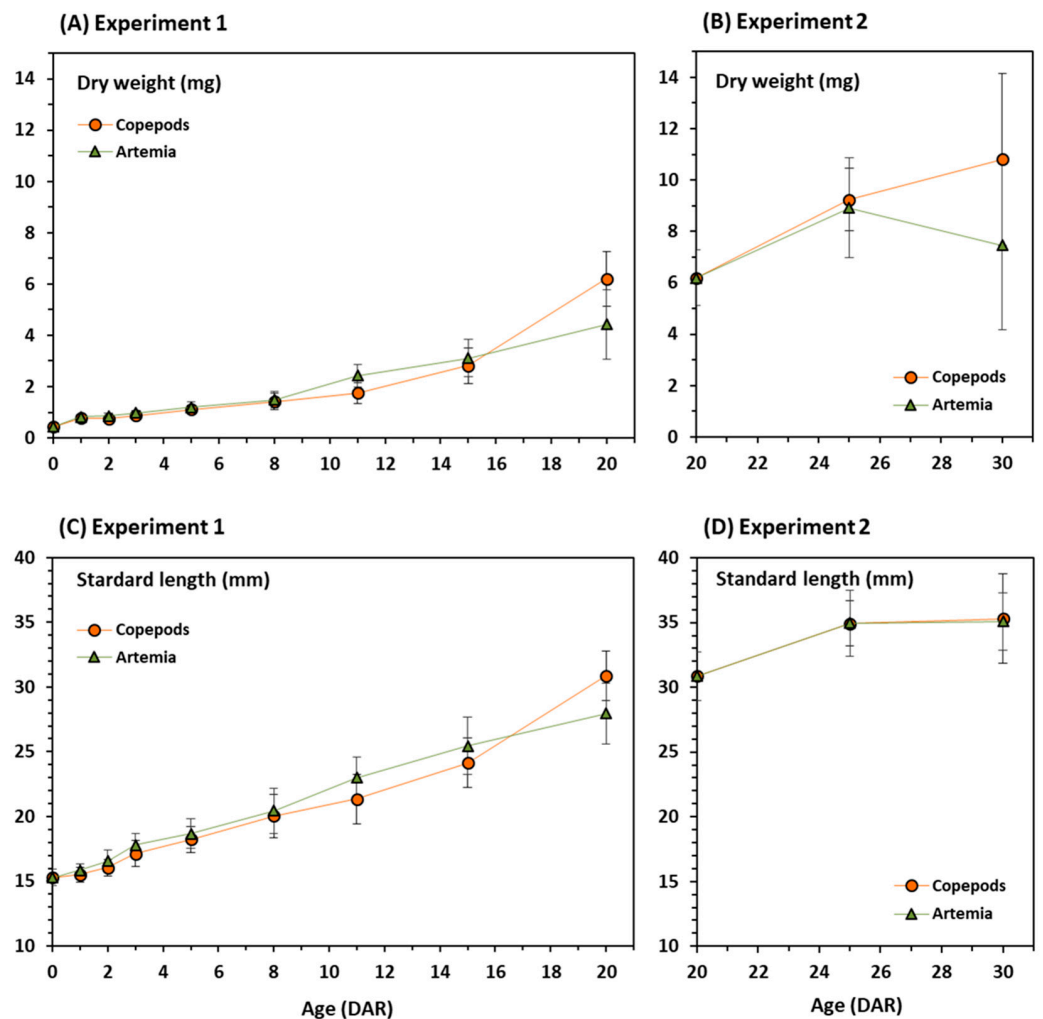 (A) Experiment 1
Dry weight (mg)
Copepods
Artemia
14
12
10
8
6
4
2
0
0 2 4 6 8 10 12 14 16 18 20
(B) Experiment 2
Dry weight (mg)
Copepods
Artemia
14
12
10
8
6
4
2
0
20 22 24 26 28 30
(C) Experiment 1
Stardard length (mm)
Copepods
Artemia
40
35
30
25
20
15
10
0 2 4 6 8 10 12 14 16 18 20
Age (DAR)
(D) Experiment 2
Standard length (mm)
Copepods
Artemia
40
35
30
25
20
15
10
20 22 24 26 28 30
Age (DAR)